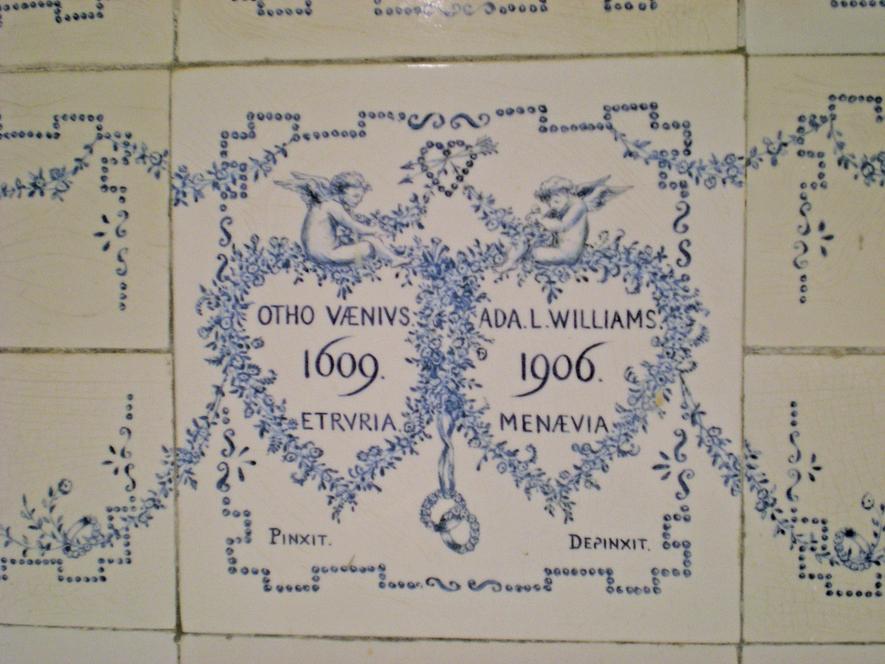 OTHO VÆNIVS.
1609.
ETRVRIA.
ADA.L.WILLIAMS.
1906.
MENÆVIA
PINXIT.
DEPINXIT.